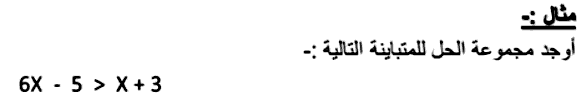 مثال :-
أوجد مجموعة الحل للمتباينة التالية :-
6X - 5 > X + 3